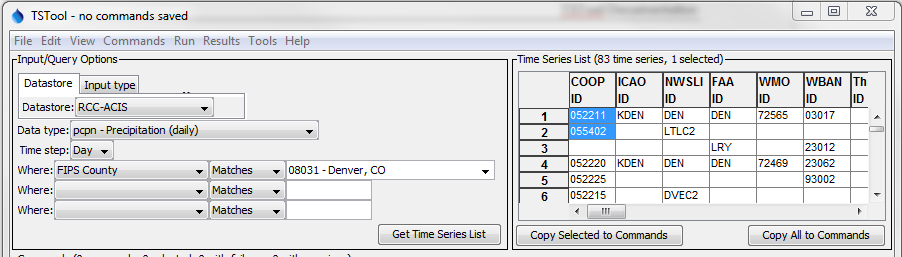 TSTool - no commands saved
File Edit View Commands Run Results Tools Help
Input/Query Options
Datastore Input type
Datastore: RCC-ACIS
Data type: pcpn - Precipitation (daily)
Time step: Day
Where: FIPS County Matches 08031 - Denver, CO
Where: Matches
Where: Matches
Get Time Series List
Time Series List (83 time series, 1 selected)
COOP ICAO NWSLI FAA WMO WBAN Th
ID ID ID ID ID ID ID
1 052211 KDEN DEN DEN 72565 03017
2 055402 LTLC2
3 LRY 23012
4 052220 KDEN DEN DEN 72469 23062
5 052225 93002
6 052215 DVEC2
Copy Selected to Commands Copy All to Commands